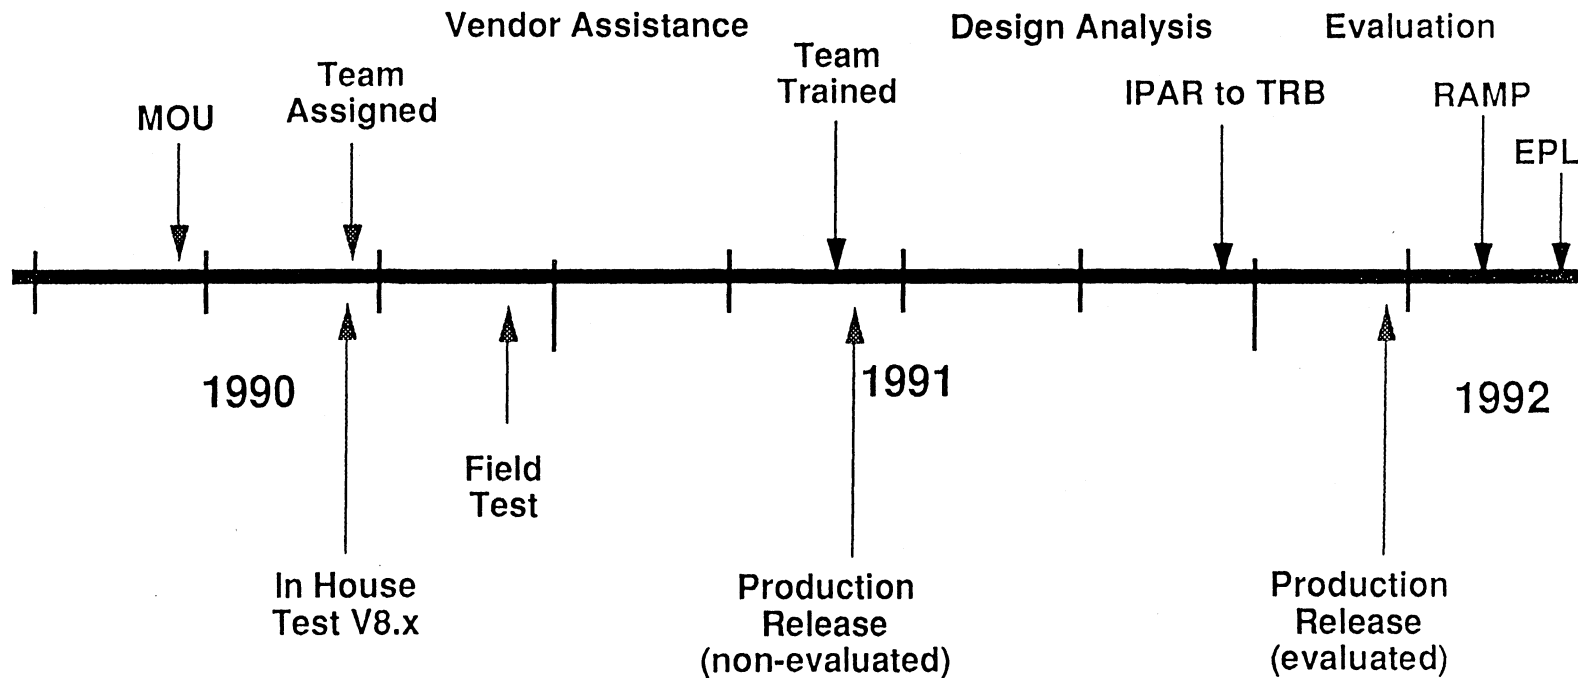 Vendor Assistance
Design Analysis
Evaluation
MOU
Team
Assigned
Team
Trained
IPAR to TRB
RAMP
EPL
1990
1991
1992
In House
Test V8.x
Field
Test
Production
Release
(non-evaluated)
Production
Release
(evaluated)